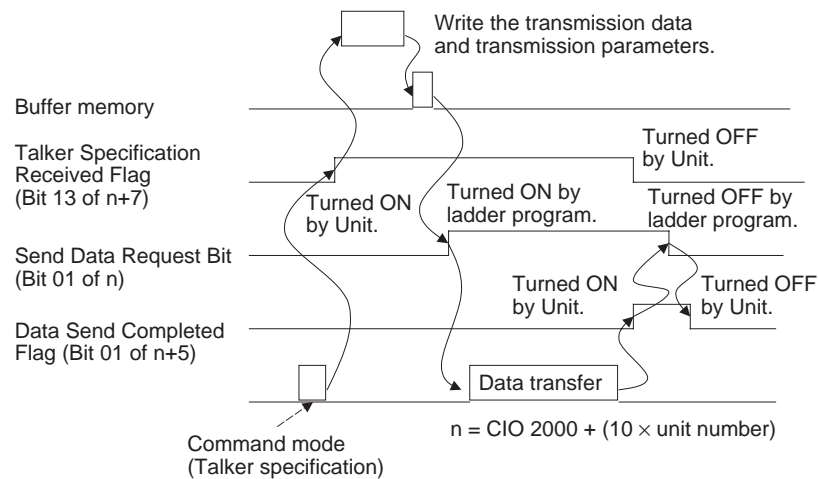 Write the transmission data
and transmission parameters.
Buffer memory
Talker Specification
Received Flag
(Bit 13 of n+7)
Turned ON
by Unit.
Turned OFF
by Unit.
Send Data Request Bit
(Bit 01 of n)
Turned ON by
ladder program.
Turned OFF by
ladder program.
Data Send Completed
Flag (Bit 01 of n+5)
Turned ON
by Unit.
Turned OFF
by Unit.
Data transfer
Command mode
(Talker specification)
n = CIO 2000 + (10 × unit number)